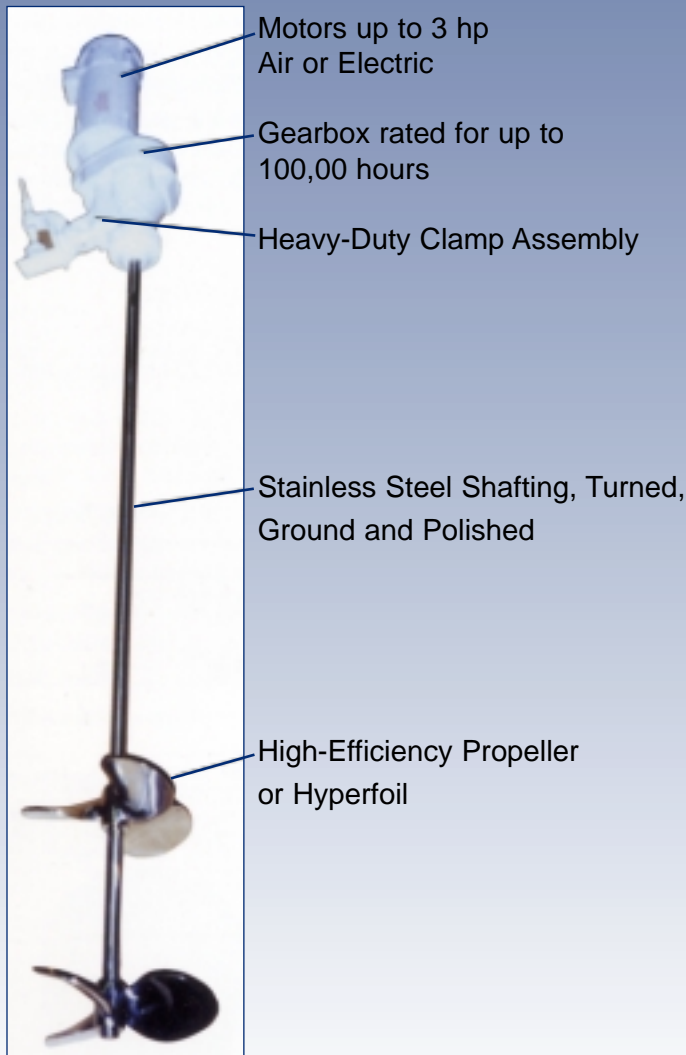 Motors up to 3 hp
Air or Electric
Gearbox rated for up to
100,00 hours
Heavy-Duty Clamp Assembly
Stainless Steel Shafting, Turned,
Ground and Polished
High-Efficiency Propeller
or Hyperfoil